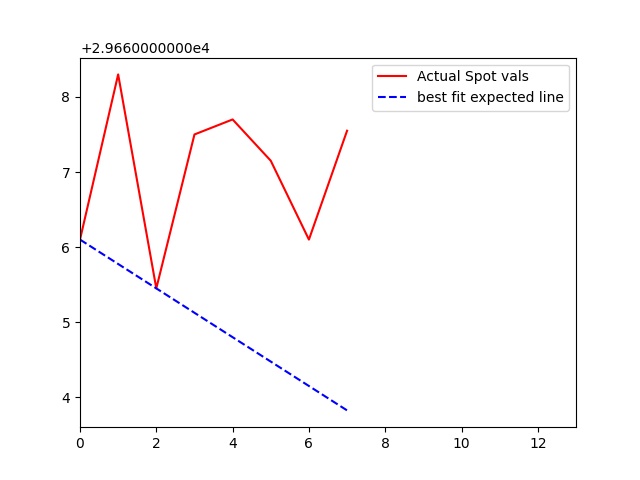 +2.9660000000e4
Actual Spot vals
best fit expected line
8
7
6
5
4
0 2 4 6 8 10 12